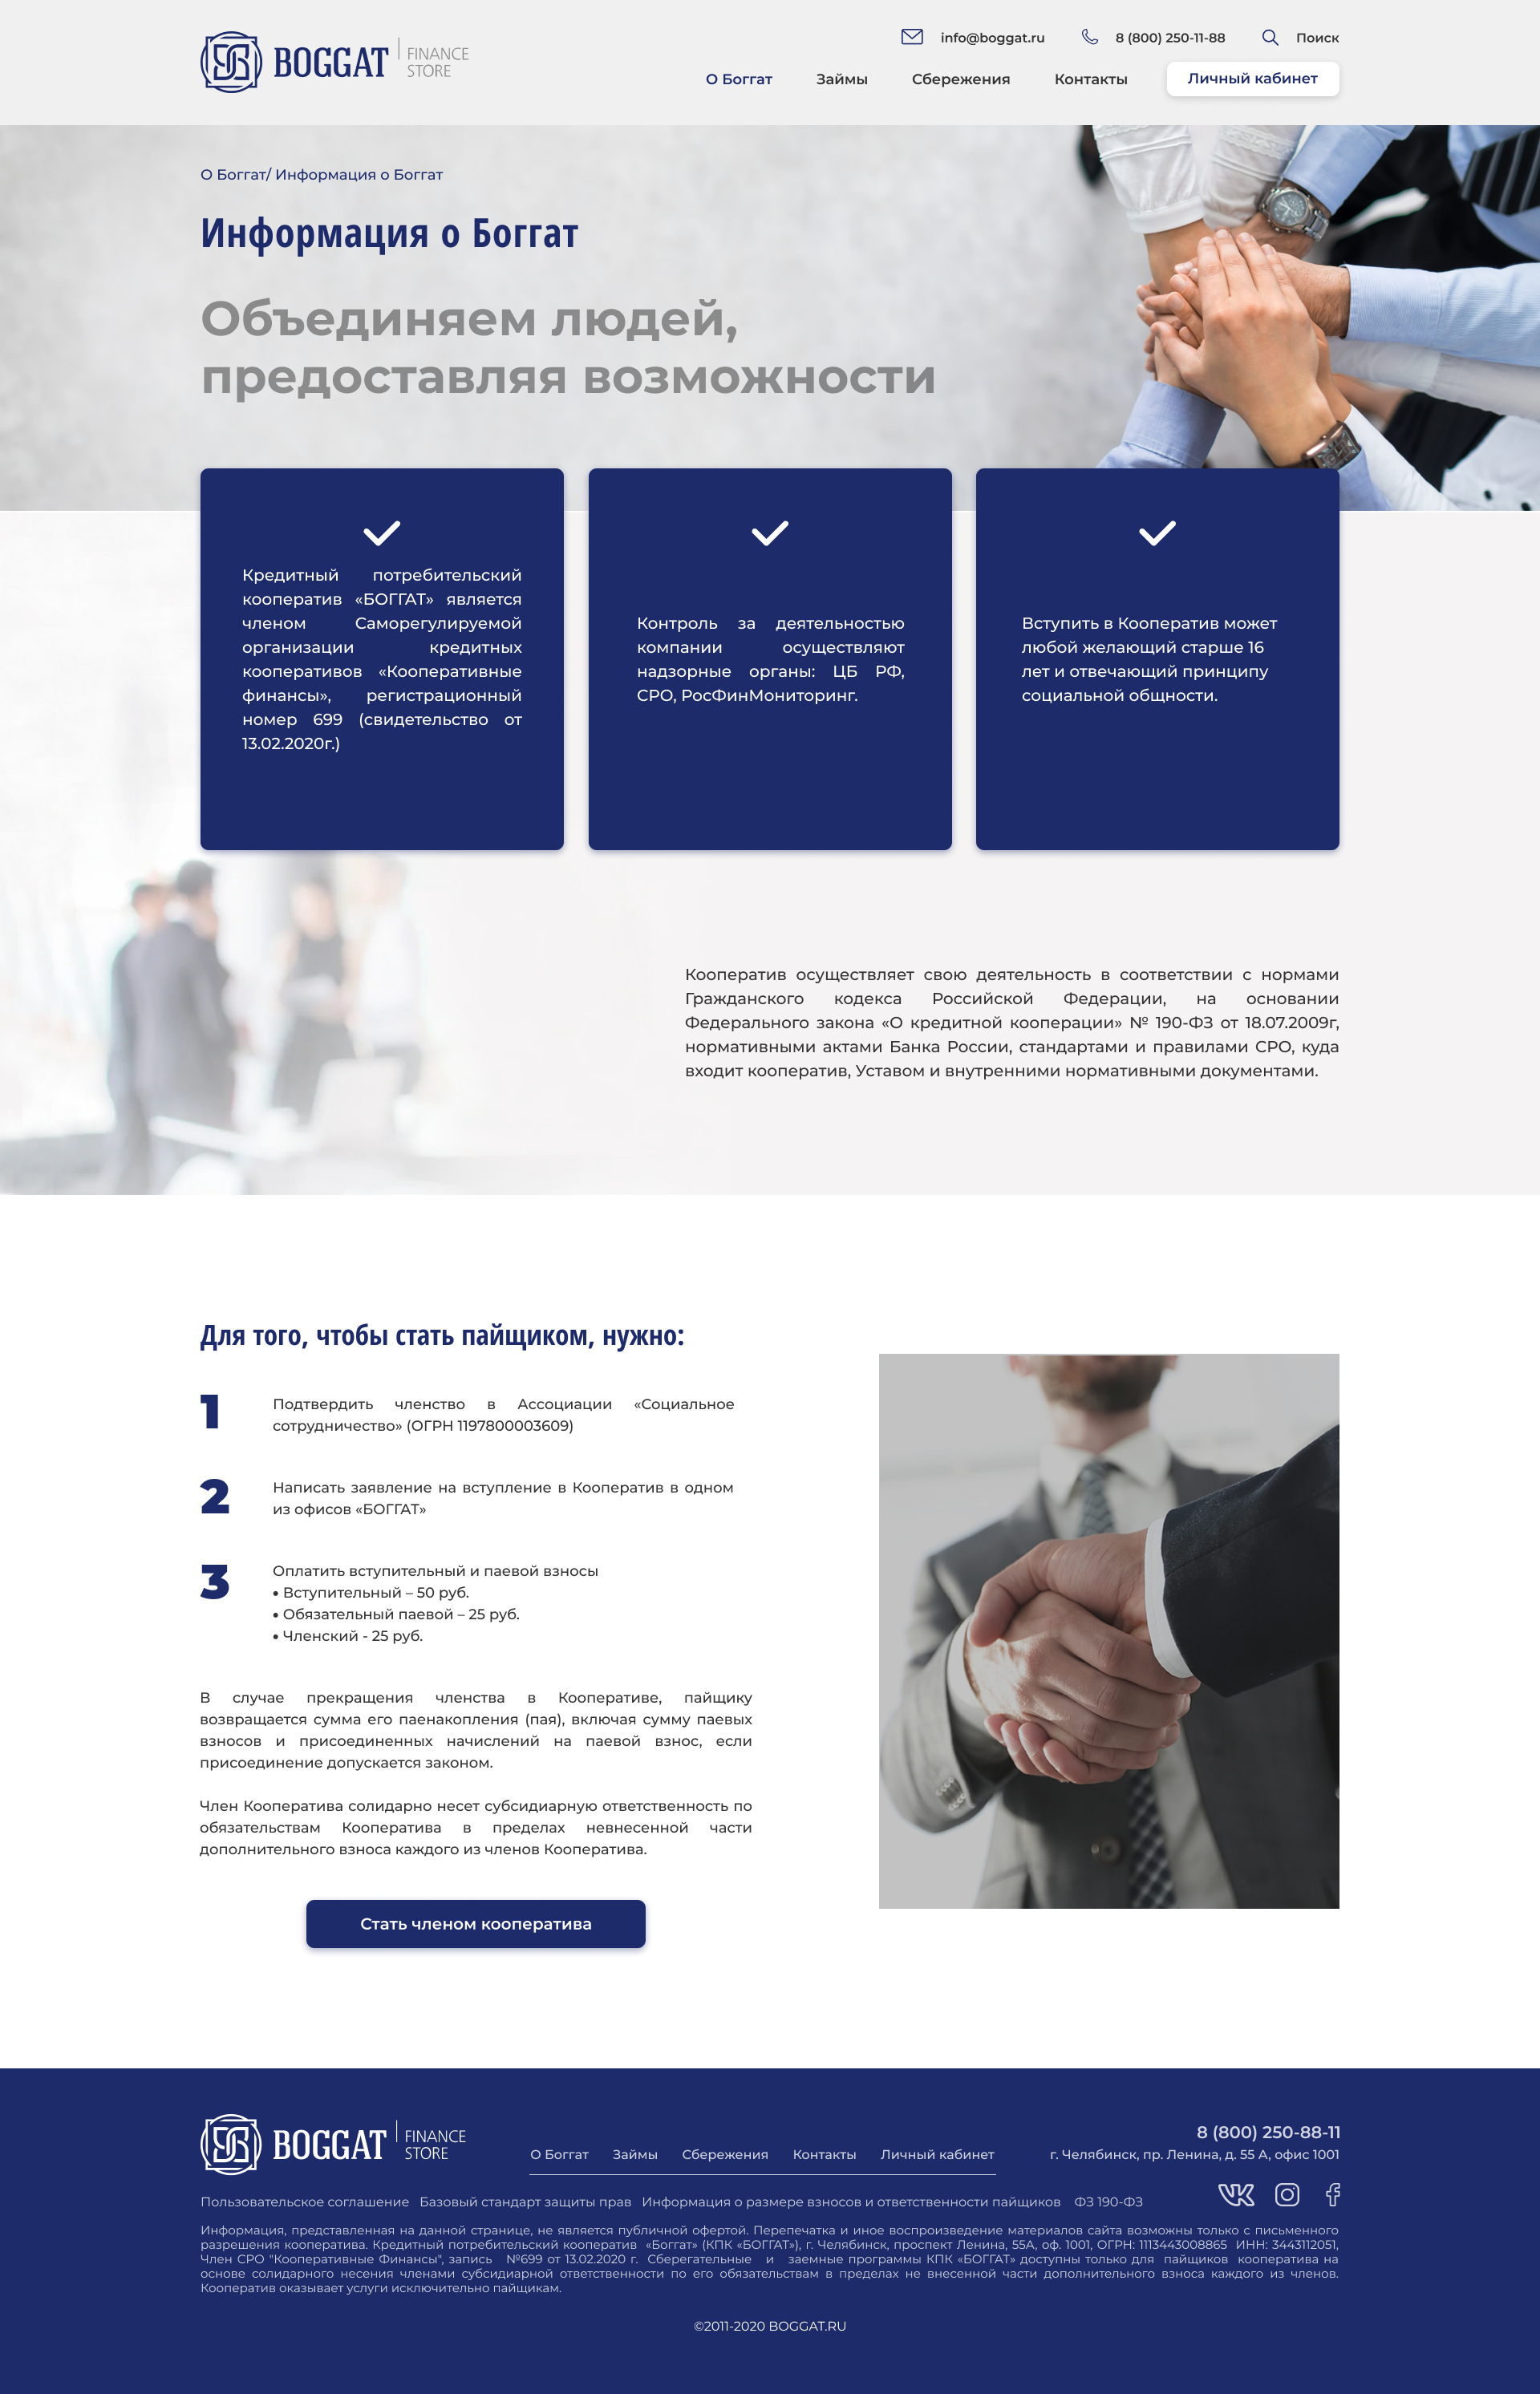 BOGGAT FINANCE STORE
info@boggat.ru 8 (800) 250-11-88 Поиск
О Боггат Займы Сбережения Контакты Личный кабинет
О Боггат/ Информация о Боггат
Информация о Боггат
Объединяем людей,
предоставляя возможности
Кредитный потребительский
кооператив «БОГГАТ» является
членом Саморегулируемой
организации кредитных
кооперативов «Кооперативные
финансы», регистрационный
номер 699 (свидетельство от
13.02.2020г.)
Контроль за деятельностью
компании осуществляют
надзорные органы: ЦБ РФ,
СРО, РосФинМониторинг.
Вступить в Кооператив может
любой желающий старше 16
лет и отвечающий принципу
социальной общности.
Кооператив осуществляет свою деятельность в соответствии с нормами
Гражданского кодекса Российской Федерации, на основании
Федерального закона «О кредитной кооперации» № 190-ФЗ от 18.07.2009г,
нормативными актами Банка России, стандартами и правилами СРО, куда
входит кооператив, Уставом и внутренними нормативными документами.
Для того, чтобы стать пайщиком, нужно:
1 Подтвердить членство в Ассоциации «Социальное
сотрудничество» (ОГРН 1197800003609)
2 Написать заявление на вступление в Кооператив в одном
из офисов «БОГГАТ»
3 Оплатить вступительный и паевой взносы
• Вступительный – 50 руб.
• Обязательный паевой – 25 руб.
• Членский - 25 руб.
В случае прекращения членства в Кооперативе, пайщику
возвращается сумма его паенакопления (пая), включая сумму паевых
взносов и присоединенных начислений на паевой взнос, если
присоединение допускается законом.
Член Кооператива солидарно несет субсидиарную ответственность по
обязательствам Кооператива в пределах невнесенной части
дополнительного взноса каждого из членов Кооператива.
Стать членом кооператива
BOGGAT FINANCE STORE
О Боггат Займы Сбережения Контакты Личный кабинет
8 (800) 250-88-11
г. Челябинск, пр. Ленина, д. 55 А, офис 1001
Пользовательское соглашение Базовый стандарт защиты прав Информация о размере взносов и ответственности пайщиков ФЗ 190-ФЗ
Информация, представленная на данной странице, не является публичной офертой. Перепечатка и иное воспроизведение материалов сайта возможны только с письменного
разрешения кооператива. Кредитный потребительский кооператив «Боггат» (КПК «БОГГАТ»), г. Челябинск, проспект Ленина, 55А, оф. 1001, ОГРН: 1113443008865 ИНН: 3443112051,
Член СРО "Кооперативные Финансы", запись №699 от 13.02.2020 г. Сберегательные и заемные программы КПК «БОГГАТ» доступны только для пайщиков кооператива на
основе солидарного несения членами субсидиарной ответственности по его обязательствам в пределах не внесенной части дополнительного взноса каждого из членов.
Кооператив оказывает услуги исключительно пайщикам.
©2011-2020 BOGGAT.RU